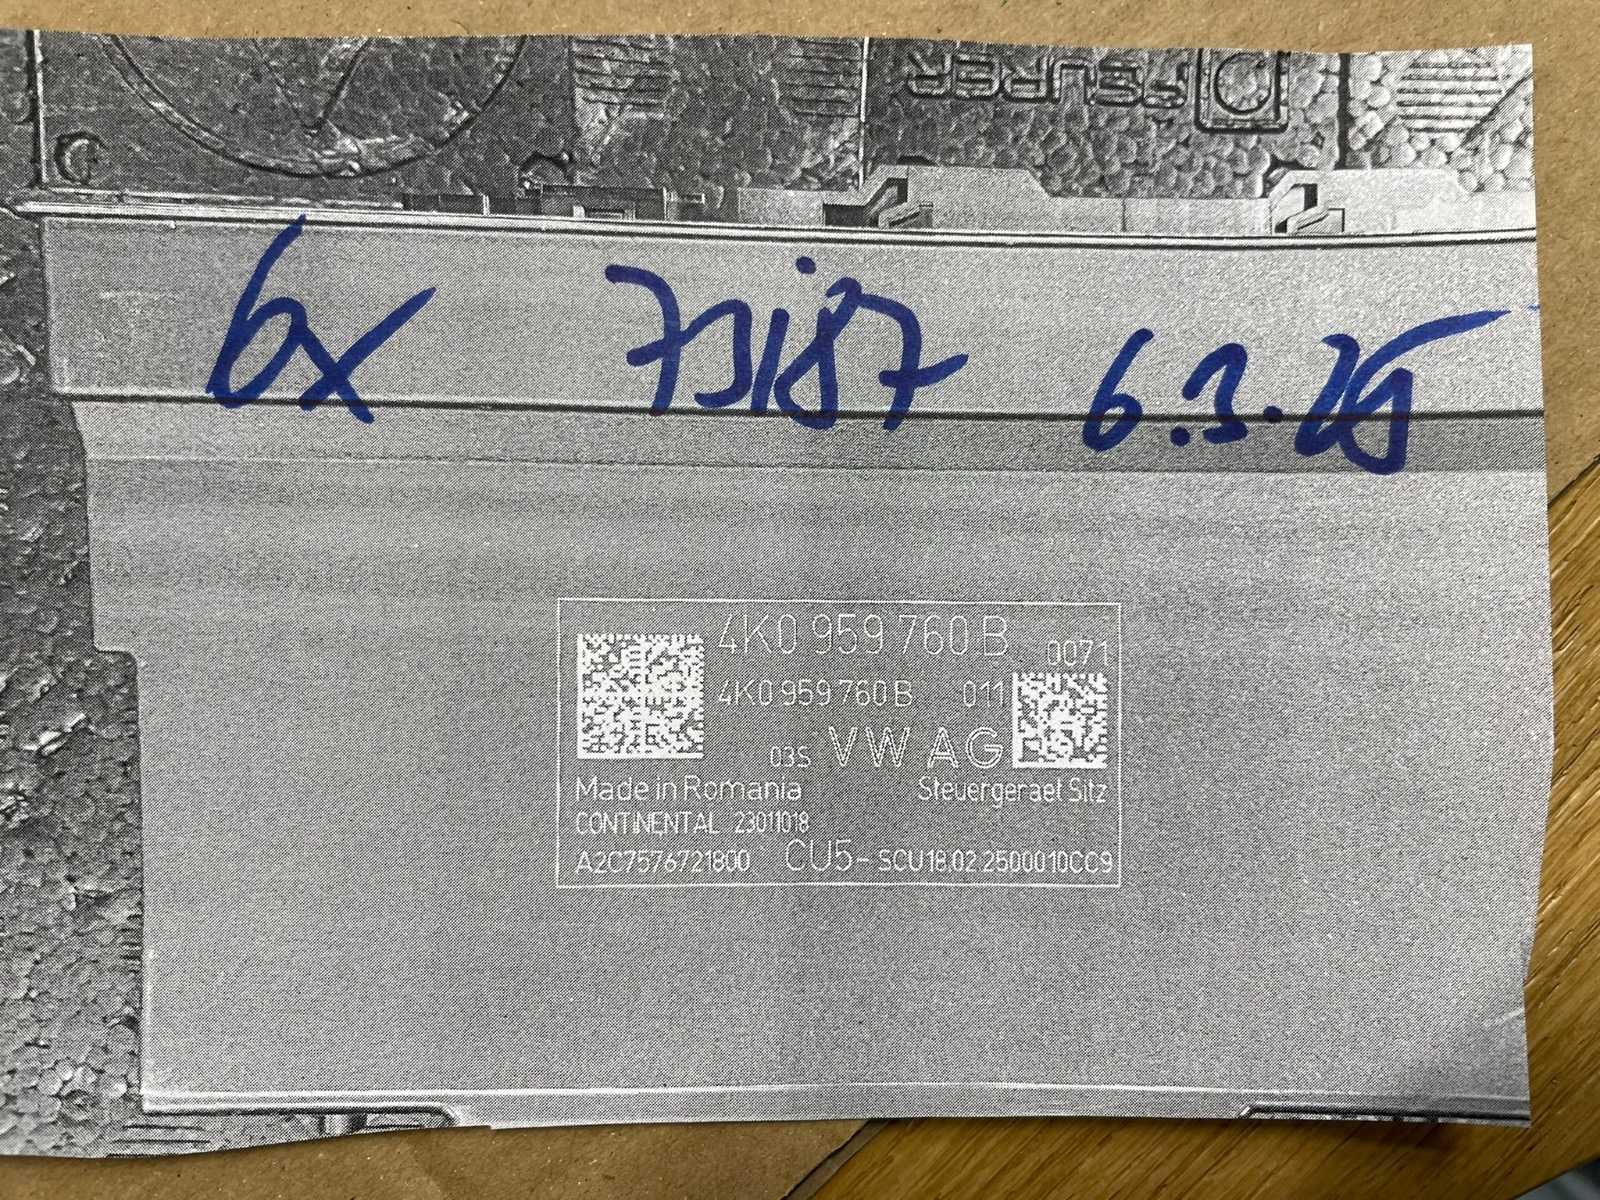 6x 73187 6.3.25
4K0 959 760 B 0071
4K0 959 760 B 011
03S VW AG
Made in Romania Steuergeraet Sitz
CONTINENTAL 23011018
A2C7576721800 CU5- SCU18.02.2500010CC9